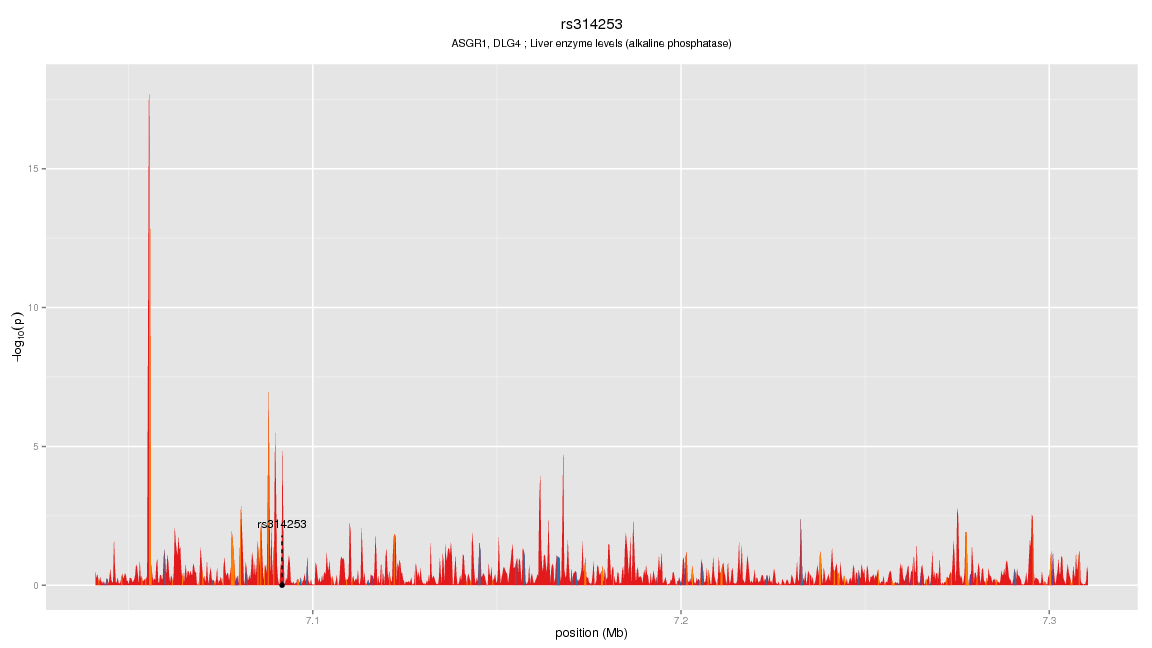 rs314253
ASGR1, DLG4 ; Liver enzyme levels (alkaline phosphatase)
−log10(p)
15
10
5
0
rs314253
7.1
7.2
7.3
position (Mb)